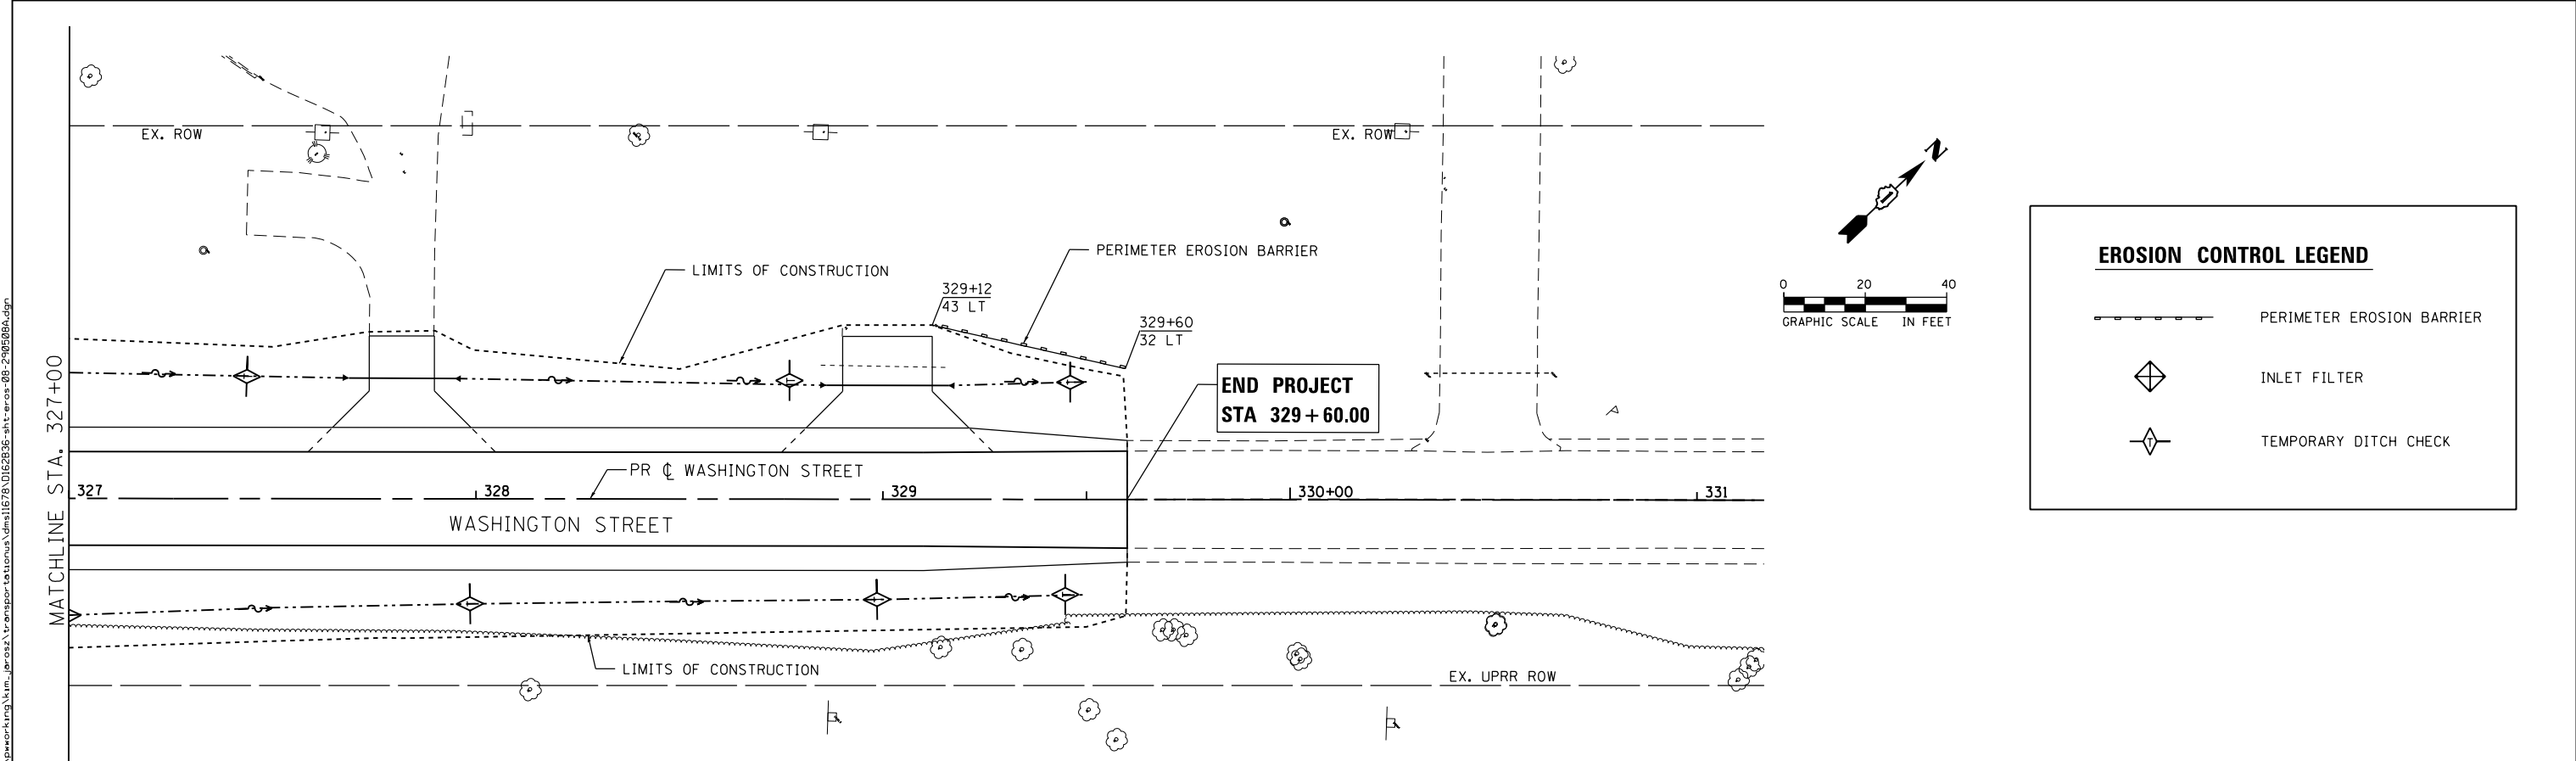 EX. ROW
EX. ROW
N
PERIMETER EROSION BARRIER
LIMITS OF CONSTRUCTION
329+12
43 LT
329+60
32 LT
0 20 40
GRAPHIC SCALE IN FEET
EROSION CONTROL LEGEND
PERIMETER EROSION BARRIER
INLET FILTER
T TEMPORARY DITCH CHECK
T
T
T
END PROJECT
STA 329+60.00
MATCHLINE STA. 327+00
PR ℄ WASHINGTON STREET
327 328 329 330+00 331
WASHINGTON STREET
T
T
T
LIMITS OF CONSTRUCTION
EX. UPRR ROW